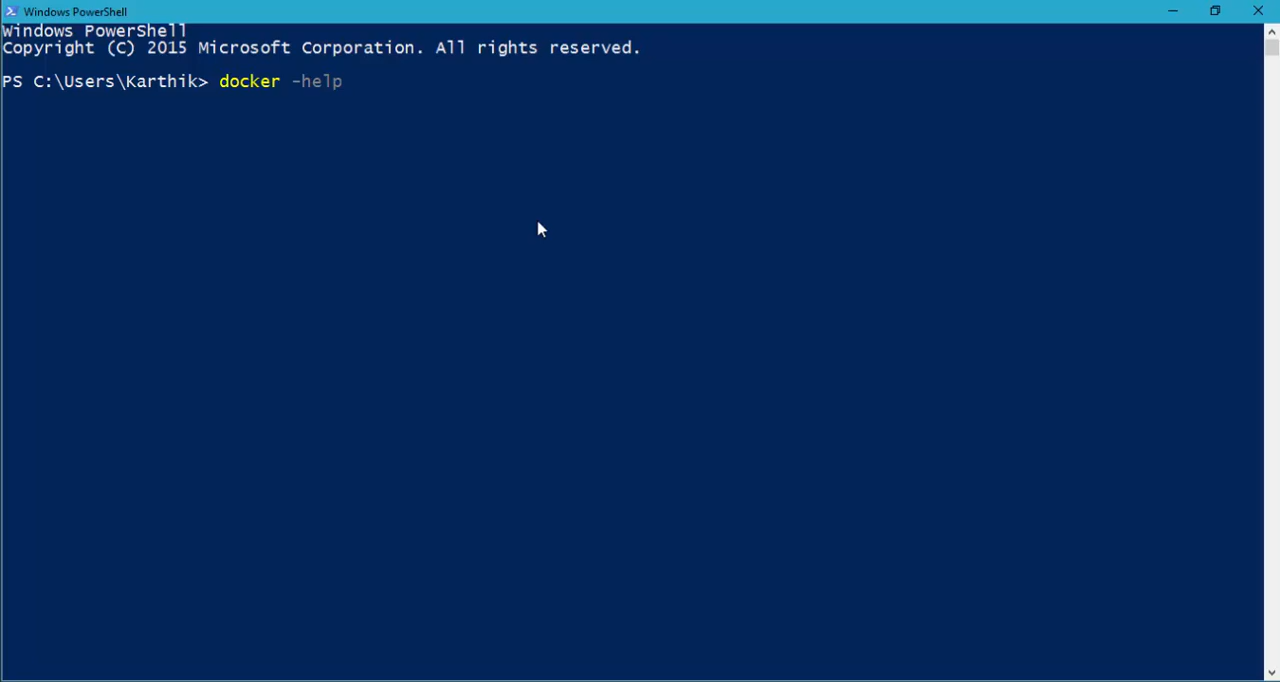 Windows PowerShell
Windows PowerShell
Copyright (C) 2015 Microsoft Corporation. All rights reserved.
PS C:\Users\Karthik> docker -help